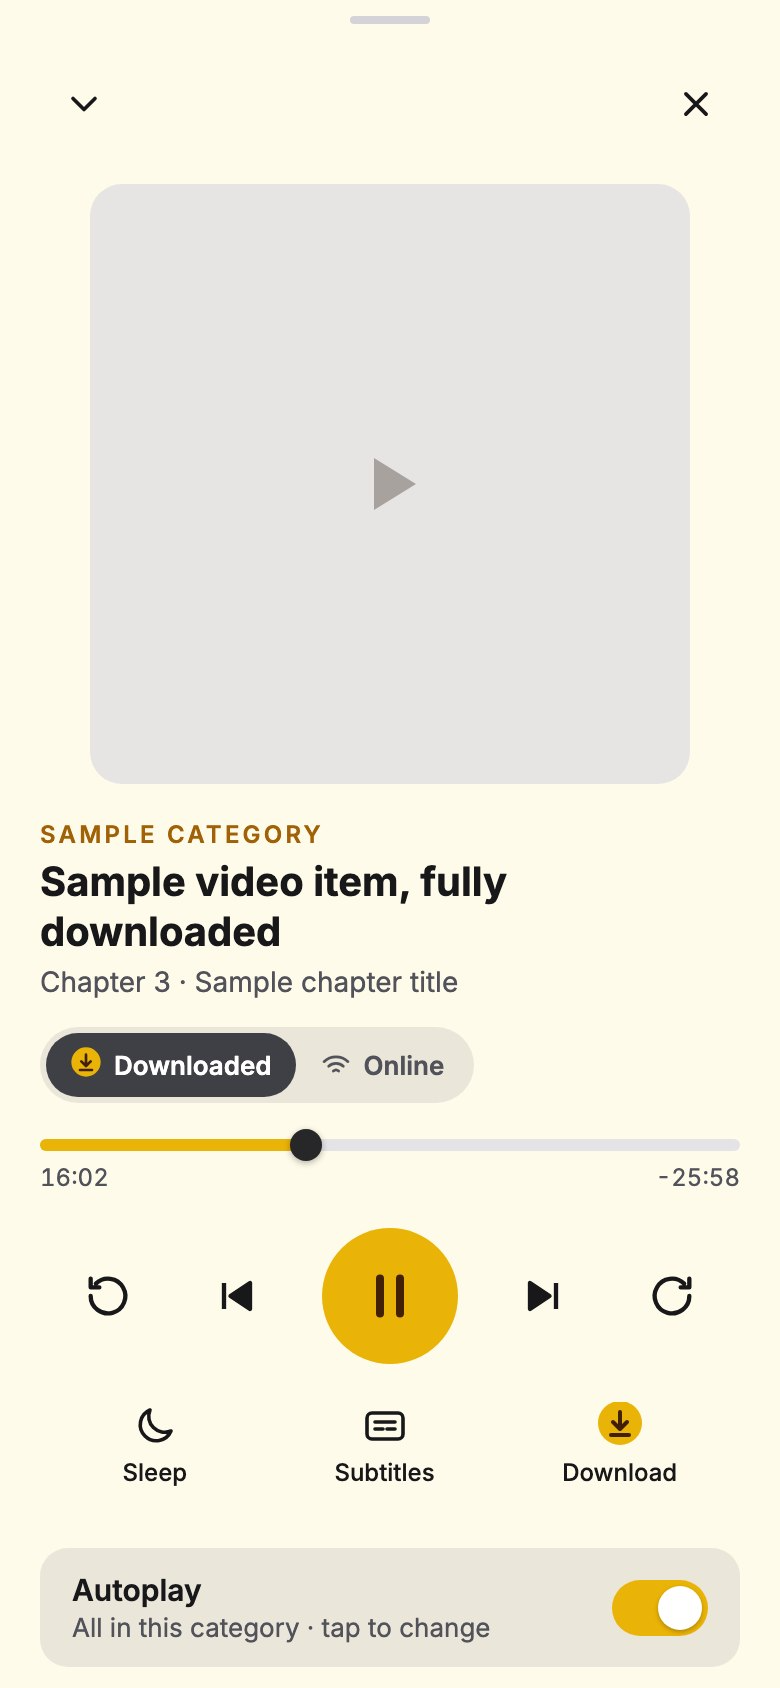 SAMPLE CATEGORY
Sample video item, fully
downloaded
Chapter 3 · Sample chapter title
Downloaded
Online
16:02
-25:58
Sleep
Subtitles
Download
Autoplay
All in this category · tap to change